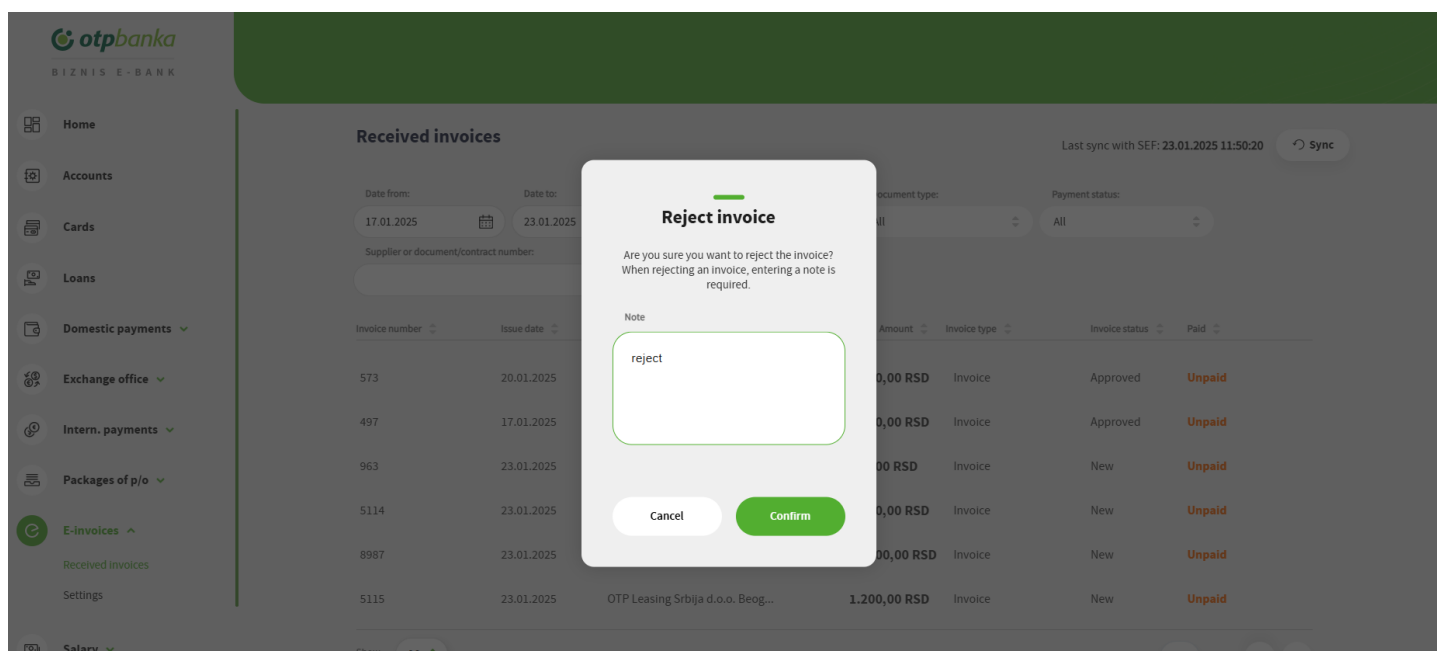 otpbanka
BIZNIS E-BANK
Home
Accounts
Cards
Loans
Domestic payments
Exchange office
Intern. payments
Packages of p/o
E-invoices
Received invoices
Settings
Salary
Received invoices
Last sync with SEF: 23.01.2025 11:50:20
Sync
Date from:
Date to:
ocument type:
Payment status:
17.01.2025
23.01.2025
All
Supplier or document/contract number:
Reject invoice
Are you sure you want to reject the invoice?
When rejecting an invoice, entering a note is
required.
Note
reject
Cancel
Confirm
Invoice number
Issue date
Amount
Invoice type
Invoice status
Paid
573 20.01.2025 0,00 RSD Invoice Approved Unpaid
497 17.01.2025 0,00 RSD Invoice Approved Unpaid
963 23.01.2025 00 RSD Invoice New Unpaid
5114 23.01.2025 0,00 RSD Invoice New Unpaid
8987 23.01.2025 00,00 RSD Invoice New Unpaid
5115 23.01.2025 OTP Leasing Srbija d.o.o. Beog... 1.200,00 RSD Invoice New Unpaid